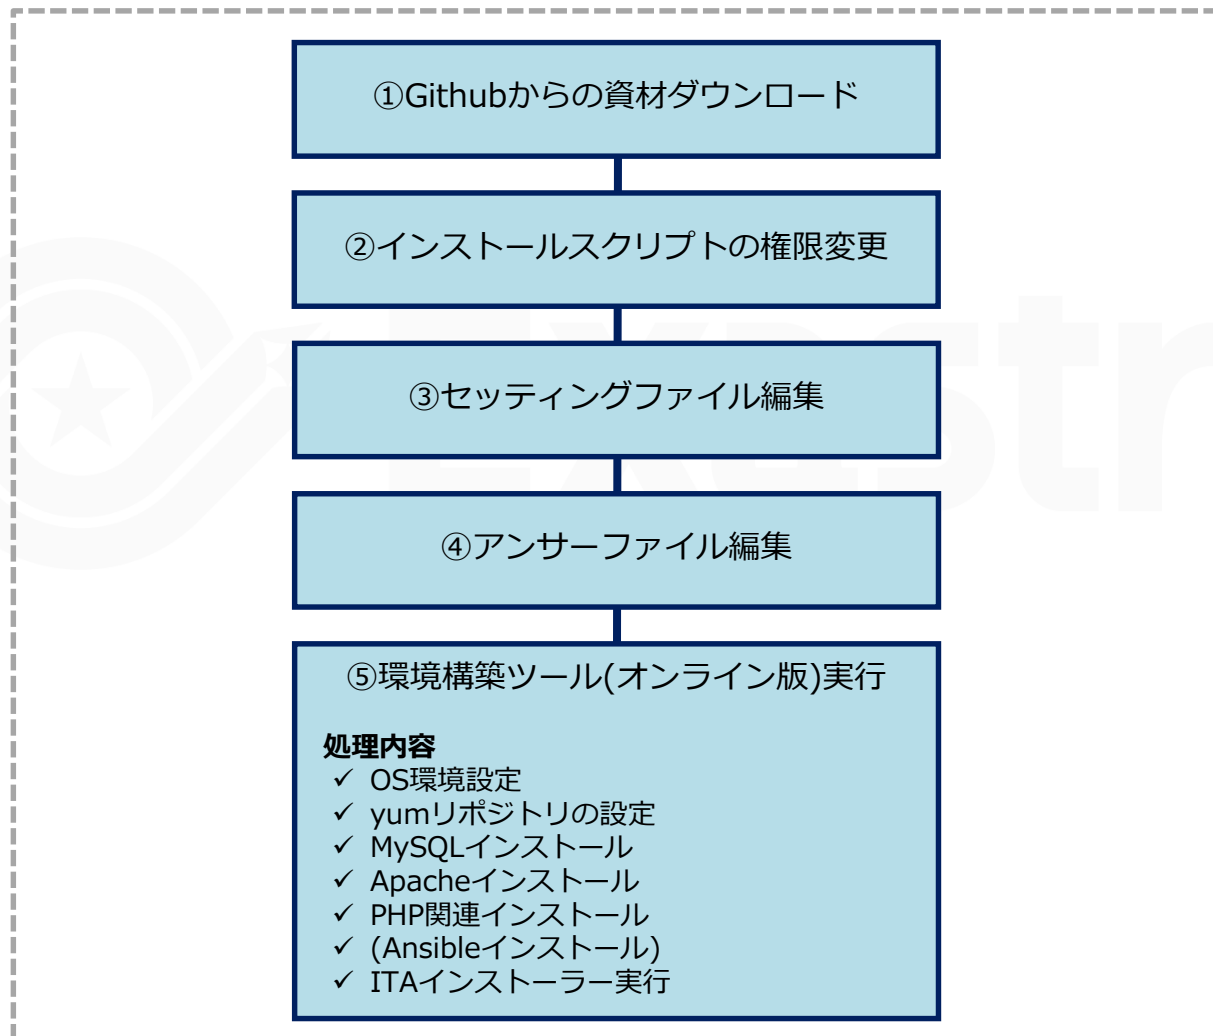 ①Githubからの資材ダウンロード
②インストールスクリプトの権限変更
③セッティングファイル編集
④アンサーファイル編集
⑤環境構築ツール(オンライン版)実行
処理内容
✓ OS環境設定
✓ yumリポジトリの設定
✓ MySQLインストール
✓ Apacheインストール
✓ PHP関連インストール
✓ (Ansibleインストール)
✓ ITAインストーラー実行
Exastr